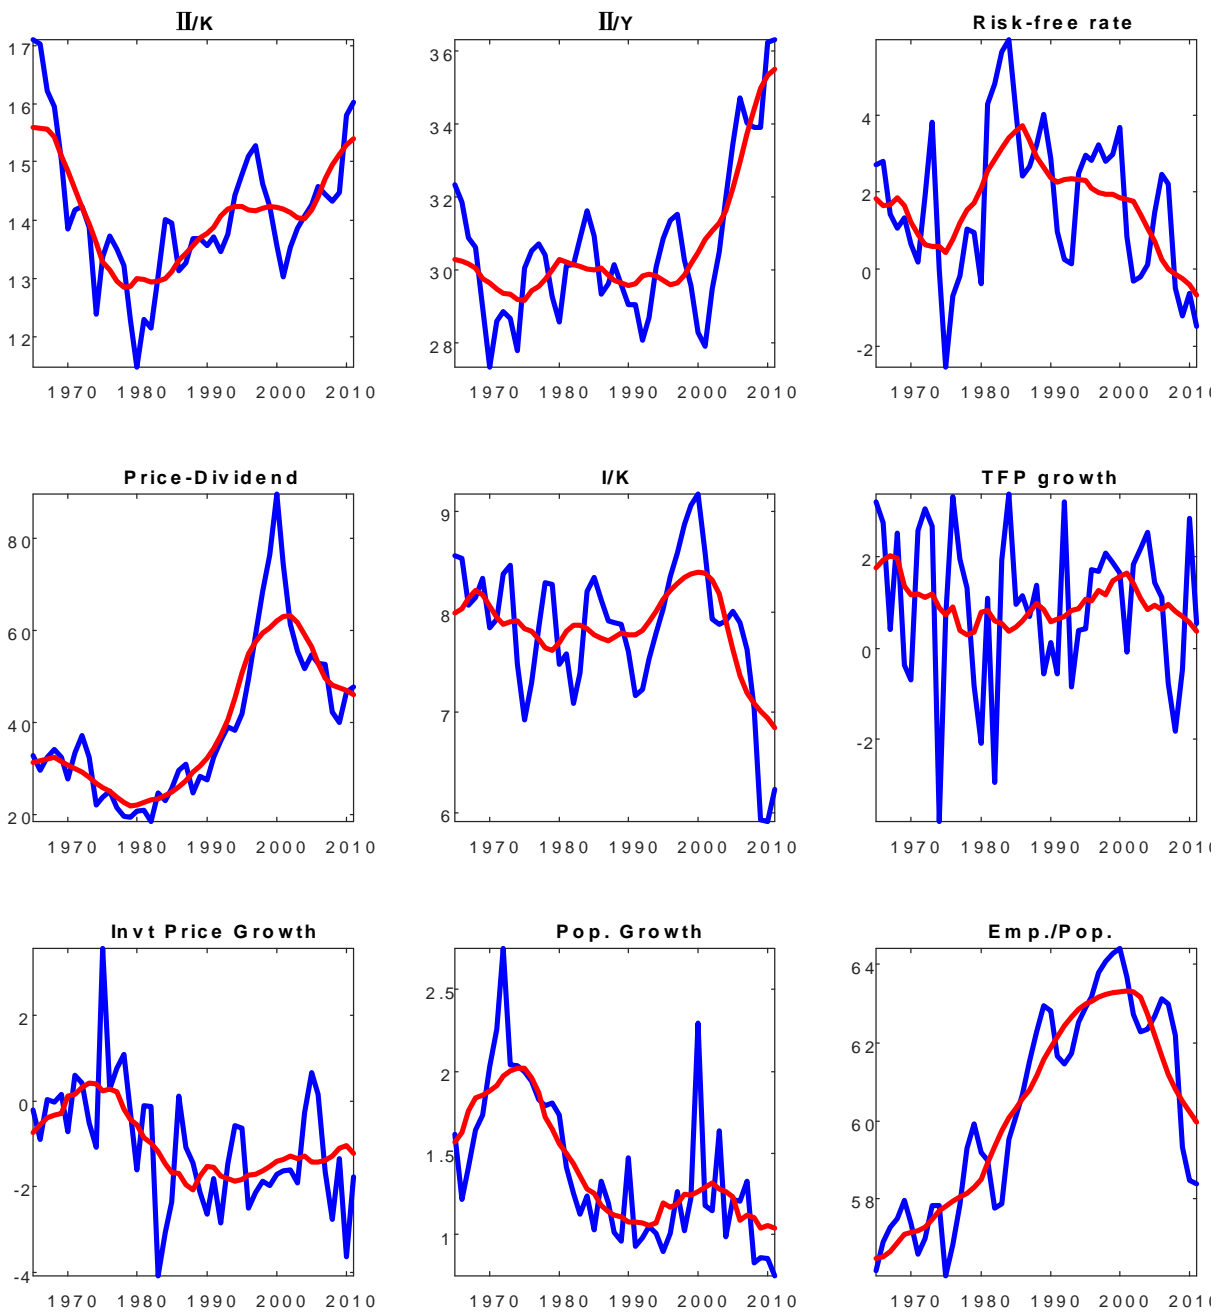 Π/K Π/Y Risk-free rate
17 36
16 34 4
15 32 2
14 30 0
13 28 -2
12
1970 1980 1990 2000 2010 1970 1980 1990 2000 2010 1970 1980 1990 2000 2010
Price-Dividend I/K TFP growth
80 9 2
60 8 0
40 7 -2
20 6
1970 1980 1990 2000 2010 1970 1980 1990 2000 2010 1970 1980 1990 2000 2010
Invt Price Growth Pop. Growth Emp./Pop.
2 2.5 64
0 2 62
-2 1.5 60
-4 1 58
1970 1980 1990 2000 2010 1970 1980 1990 2000 2010 1970 1980 1990 2000 2010